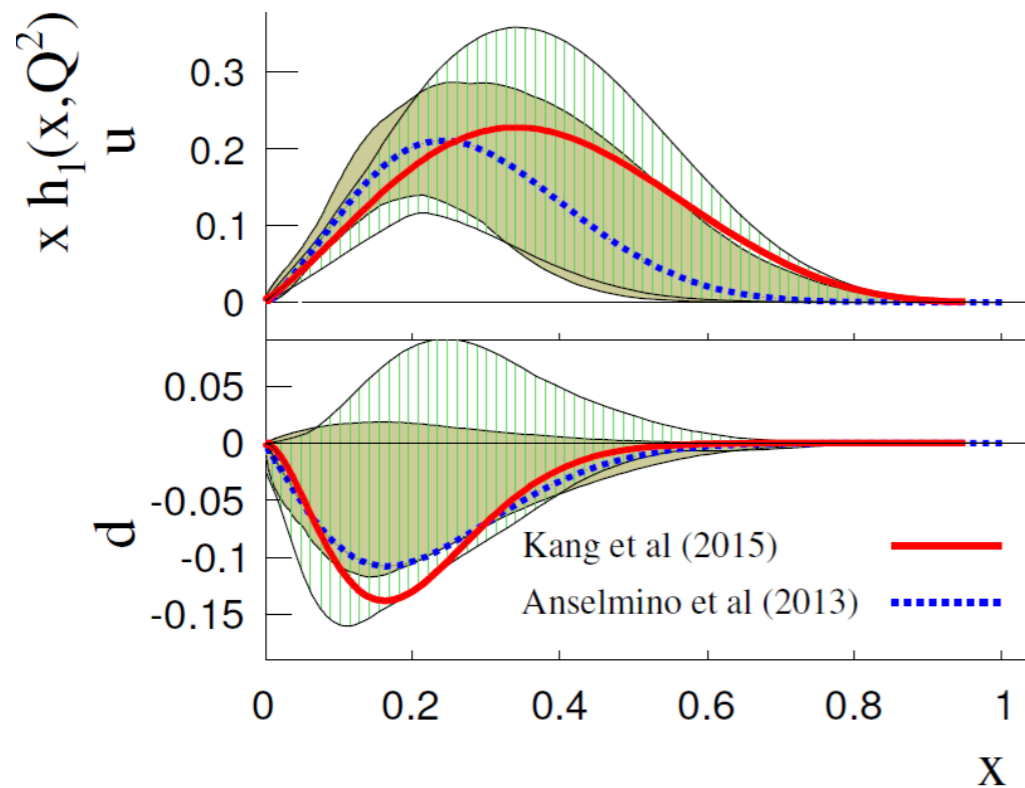 x h₁(x,Q²)
u
0.3
0.2
0.1
0
d
0.05
0
-0.05
-0.1
-0.15
Kang et al (2015)
Anselmino et al (2013)
0 0.2 0.4 0.6 0.8 1
x